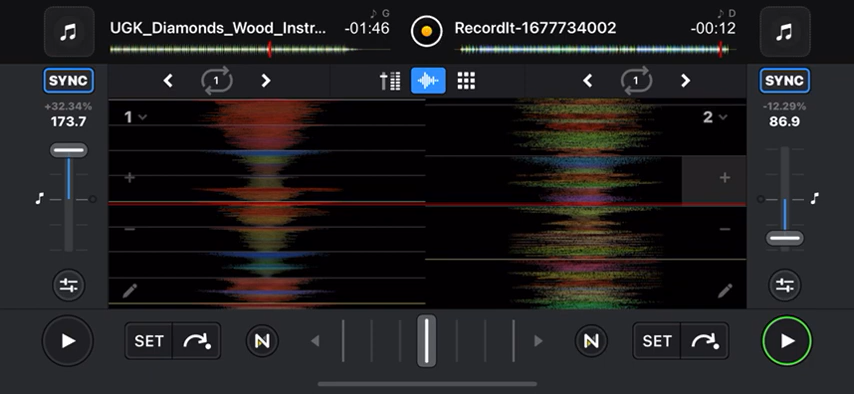 UGK_Diamonds_Wood_Instr...
♪ G
-01:46
RecordIt-1677734002
♪ D
-00:12
SYNC
1
1
SYNC
+32.34%
173.7
-12.29%
86.9
1
2
SET
N
N
SET